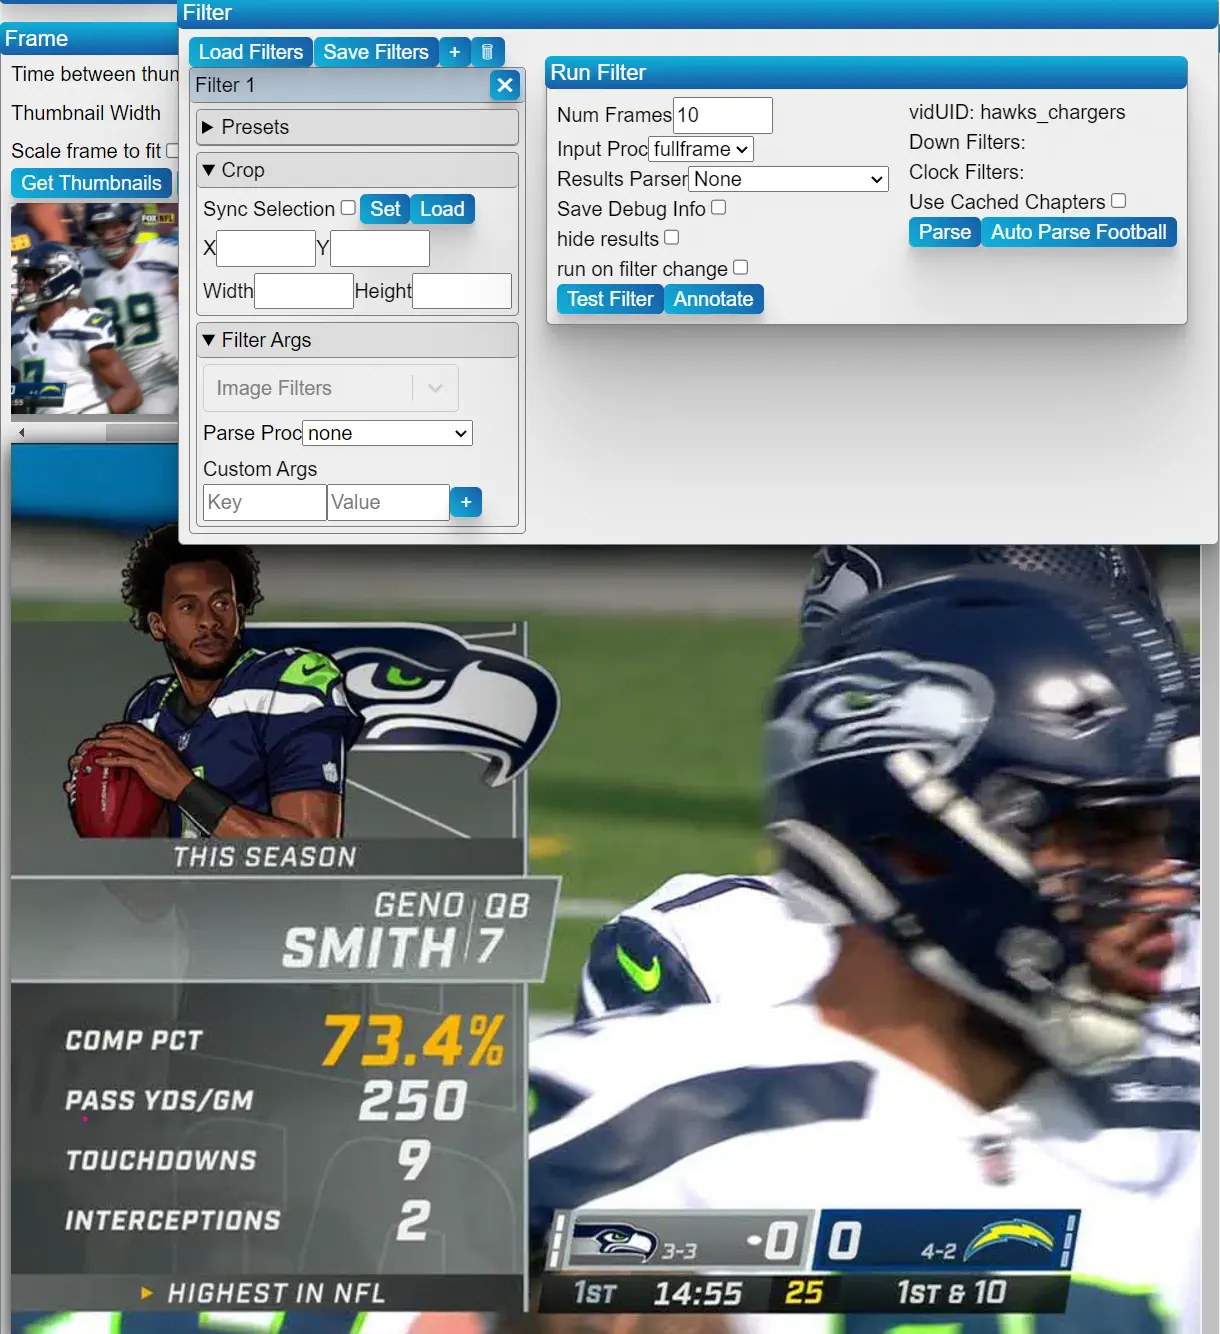 Filter
Frame
Time between thum
Thumbnail Width
Scale frame to fit
Get Thumbnails
FOX NFL
89
Load Filters Save Filters +
Filter 1
Presets
Crop
Sync Selection Set Load
X Y
Width Height
Filter Args
Image Filters
Parse Proc none
Custom Args
Key Value +
Run Filter
Num Frames 10
Input Proc fullframe
Results Parser None
Save Debug Info
hide results
run on filter change
Test Filter Annotate
vidUID: hawks_chargers
Down Filters:
Clock Filters:
Use Cached Chapters
Parse Auto Parse Football
THIS SEASON
GENO QB
SMITH 7
COMP PCT 73.4%
PASS YDS/GM 250
TOUCHDOWNS 9
INTERCEPTIONS 2
HIGHEST IN NFL
3-3 0 0 4-2
1ST 14:55 25 1ST & 10